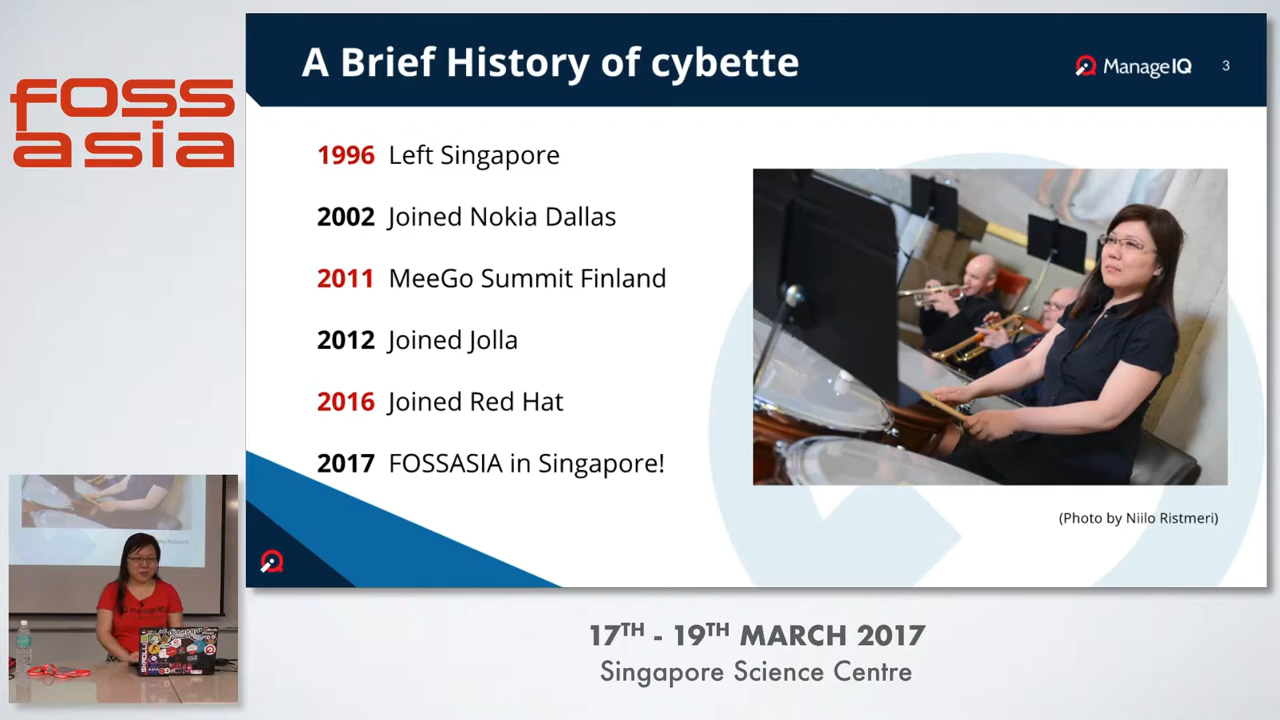 foss
asia
A Brief History of cybette
ManageIQ
3
1996 Left Singapore
2002 Joined Nokia Dallas
2011 MeeGo Summit Finland
2012 Joined Jolla
2016 Joined Red Hat
2017 FOSSASIA in Singapore!
(Photo by Niilo Ristmeri)
17TH - 19TH MARCH 2017
Singapore Science Centre